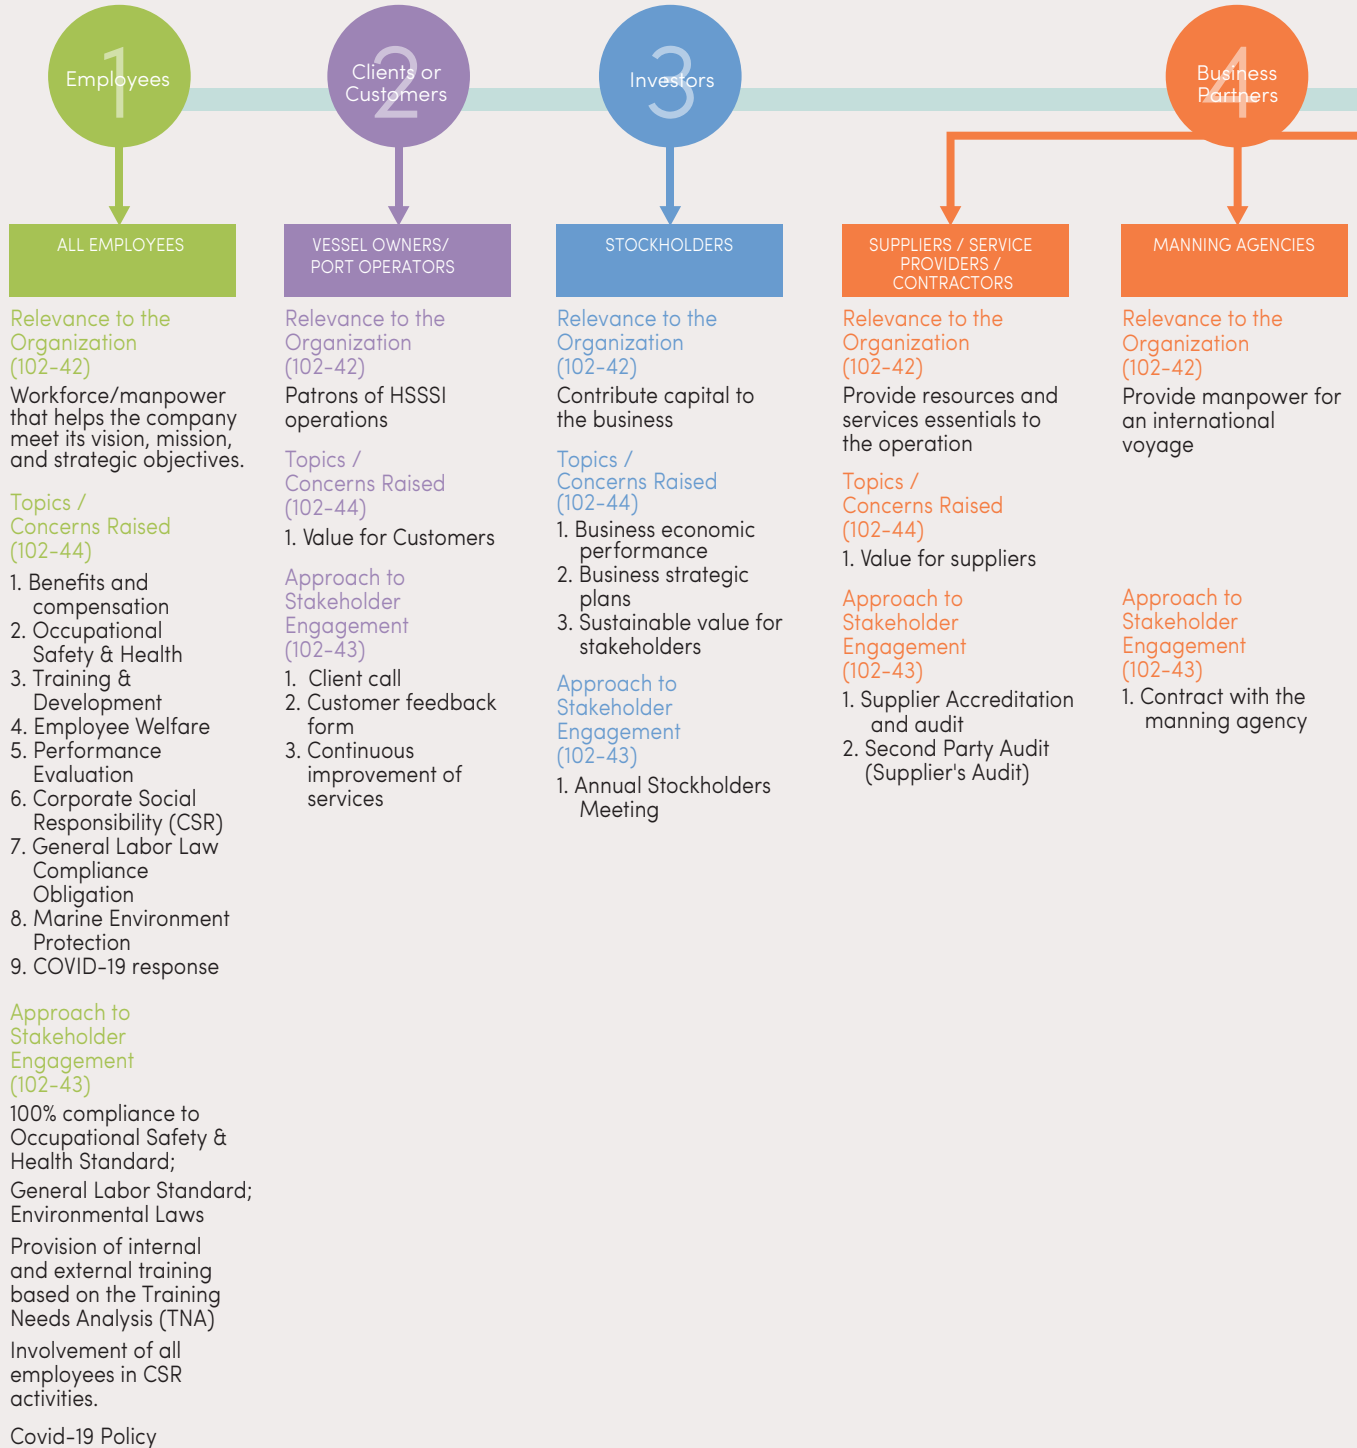 1
Employees
2
Clients or
Customers
3
Investors
4
Business
Partners
ALL EMPLOYEES
Relevance to the
Organization
(102-42)
Workforce/manpower
that helps the company
meet its vision, mission,
and strategic objectives.
Topics /
Concerns Raised
(102-44)
1. Benefits and
compensation
2. Occupational
Safety & Health
3. Training &
Development
4. Employee Welfare
5. Performance
Evaluation
6. Corporate Social
Responsibility (CSR)
7. General Labor Law
Compliance
Obligation
8. Marine Environment
Protection
9. COVID-19 response
Approach to
Stakeholder
Engagement
(102-43)
100% compliance to
Occupational Safety &
Health Standard;
General Labor Standard;
Environmental Laws
Provision of internal
and external training
based on the Training
Needs Analysis (TNA)
Involvement of all
employees in CSR
activities.
Covid-19 Policy
VESSEL OWNERS/
PORT OPERATORS
Relevance to the
Organization
(102-42)
Patrons of HSSSI
operations
Topics /
Concerns Raised
(102-44)
1. Value for Customers
Approach to
Stakeholder
Engagement
(102-43)
1. Client call
2. Customer feedback
form
3. Continuous
improvement of
services
STOCKHOLDERS
Relevance to the
Organization
(102-42)
Contribute capital to
the business
Topics /
Concerns Raised
(102-44)
1. Business economic
performance
2. Business strategic
plans
3. Sustainable value for
stakeholders
Approach to
Stakeholder
Engagement
(102-43)
1. Annual Stockholders
Meeting
SUPPLIERS / SERVICE
PROVIDERS /
CONTRACTORS
Relevance to the
Organization
(102-42)
Provide resources and
services essentials to
the operation
Topics /
Concerns Raised
(102-44)
1. Value for suppliers
Approach to
Stakeholder
Engagement
(102-43)
1. Supplier Accreditation
and audit
2. Second Party Audit
(Supplier's Audit)
MANNING AGENCIES
Relevance to the
Organization
(102-42)
Provide manpower for
an international
voyage
Approach to
Stakeholder
Engagement
(102-43)
1. Contract with the
manning agency